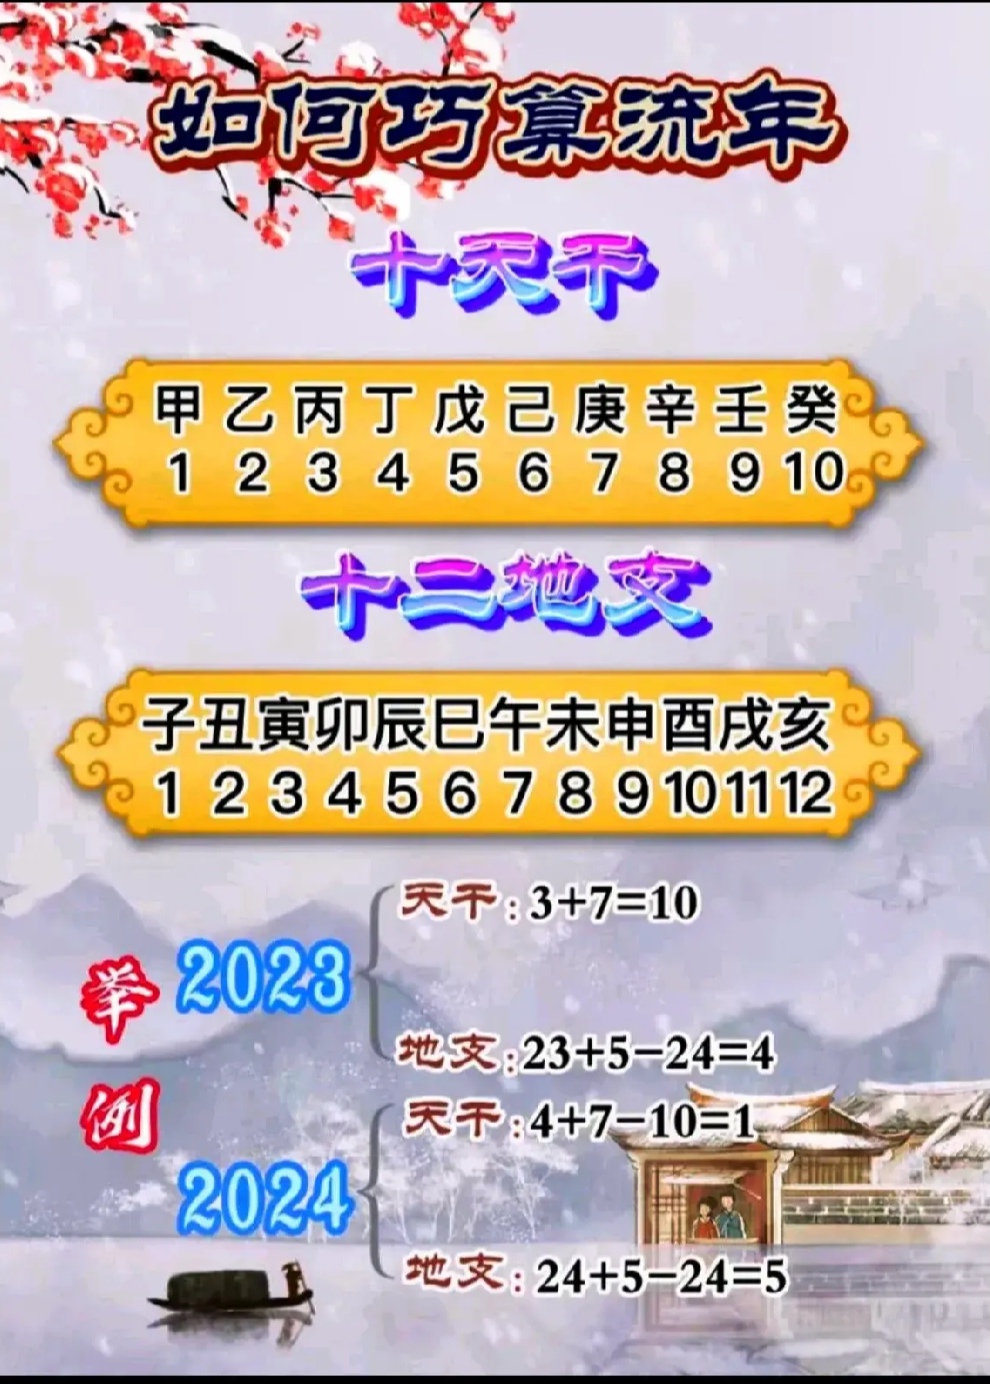 如何巧算流年
十天干
甲 乙 丙 丁 戊 己 庚 辛 壬 癸
1 2 3 4 5 6 7 8 9 10
十二地支
子丑寅卯辰巳午未申酉戌亥
1 2 3 4 5 6 7 8 9 10 11 12
举例
2023
天干:3+7=10
地支:23+5-24=4
2024
天干:4+7-10=1
地支:24+5-24=5